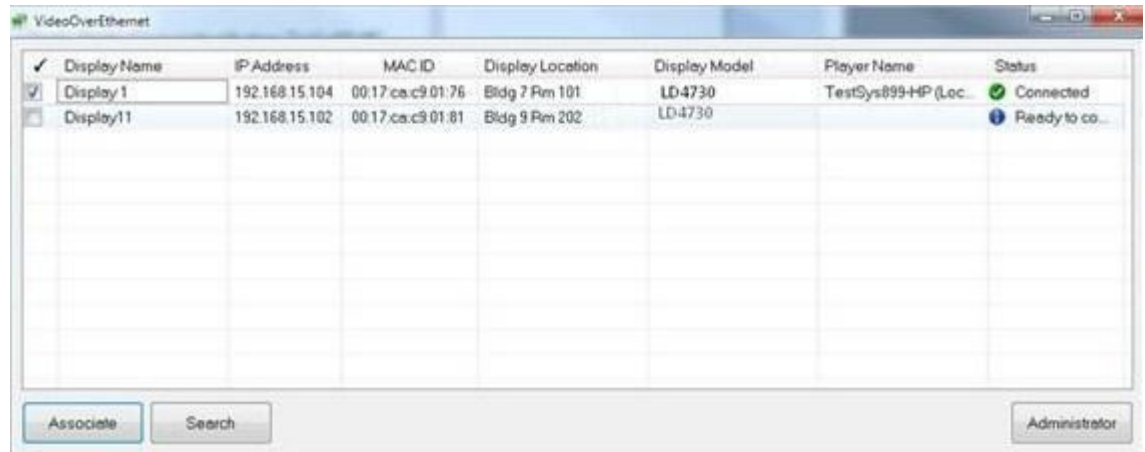 VideoOverEthernet
✓ Display Name IP Address MAC ID Display Location Display Model Player Name Status
Display 1 192.168.15.104 00:17:ca:c9:01:76 Bldg 7 Rm 101 LD4730 TestSys899-HP (Loc... Connected
Display11 192.168.15.102 00:17:ca:c9:01:81 Bldg 9 Rm 202 LD4730 Ready to co...
Associate Search Administrator